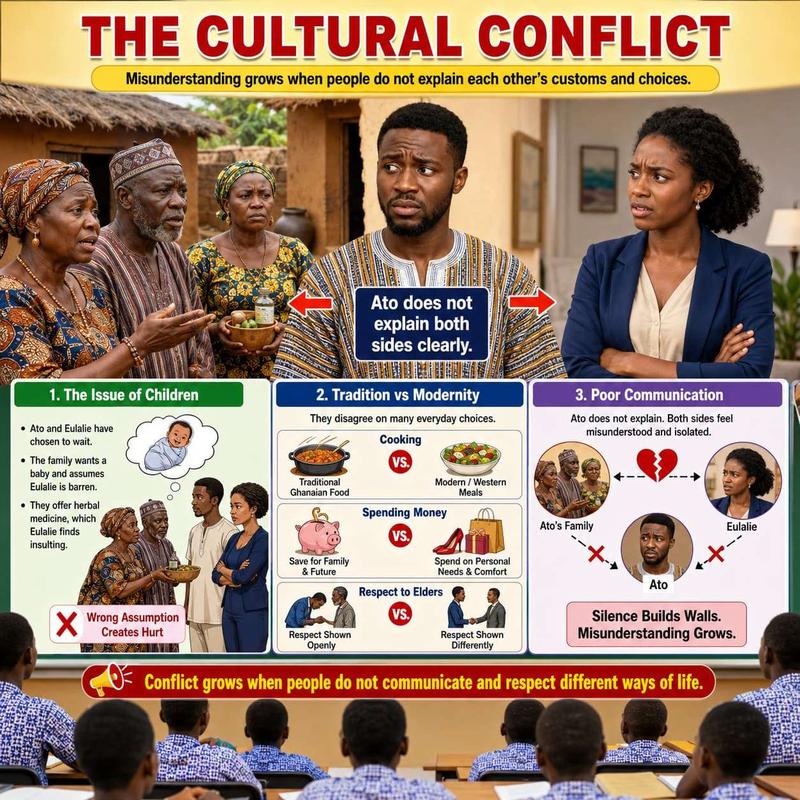 THE CULTURAL CONFLICT
Misunderstanding grows when people do not explain each other's customs and choices.
Ato does not
explain both
sides clearly.
1. The Issue of Children
• Ato and Eulalie have
chosen to wait.
• The family wants a
baby and assumes
Eulalie is barren.
• They offer herbal
medicine, which
Eulalie finds
insulting.
Wrong Assumption
Creates Hurt
2. Tradition vs Modernity
They disagree on many everyday choices.
Cooking
Traditional
Ghanaian Food
VS.
Modern / Western
Meals
Spending Money
Save for Family
& Future
VS.
Spend on Personal
Needs & Comfort
Respect to Elders
Respect Shown
Openly
VS.
Respect Shown
Differently
3. Poor Communication
Ato does not explain. Both sides feel
misunderstood and isolated.
Ato's Family
Eulalie
Ato
Silence Builds Walls.
Misunderstanding Grows.
Conflict grows when people do not communicate and respect different ways of life.